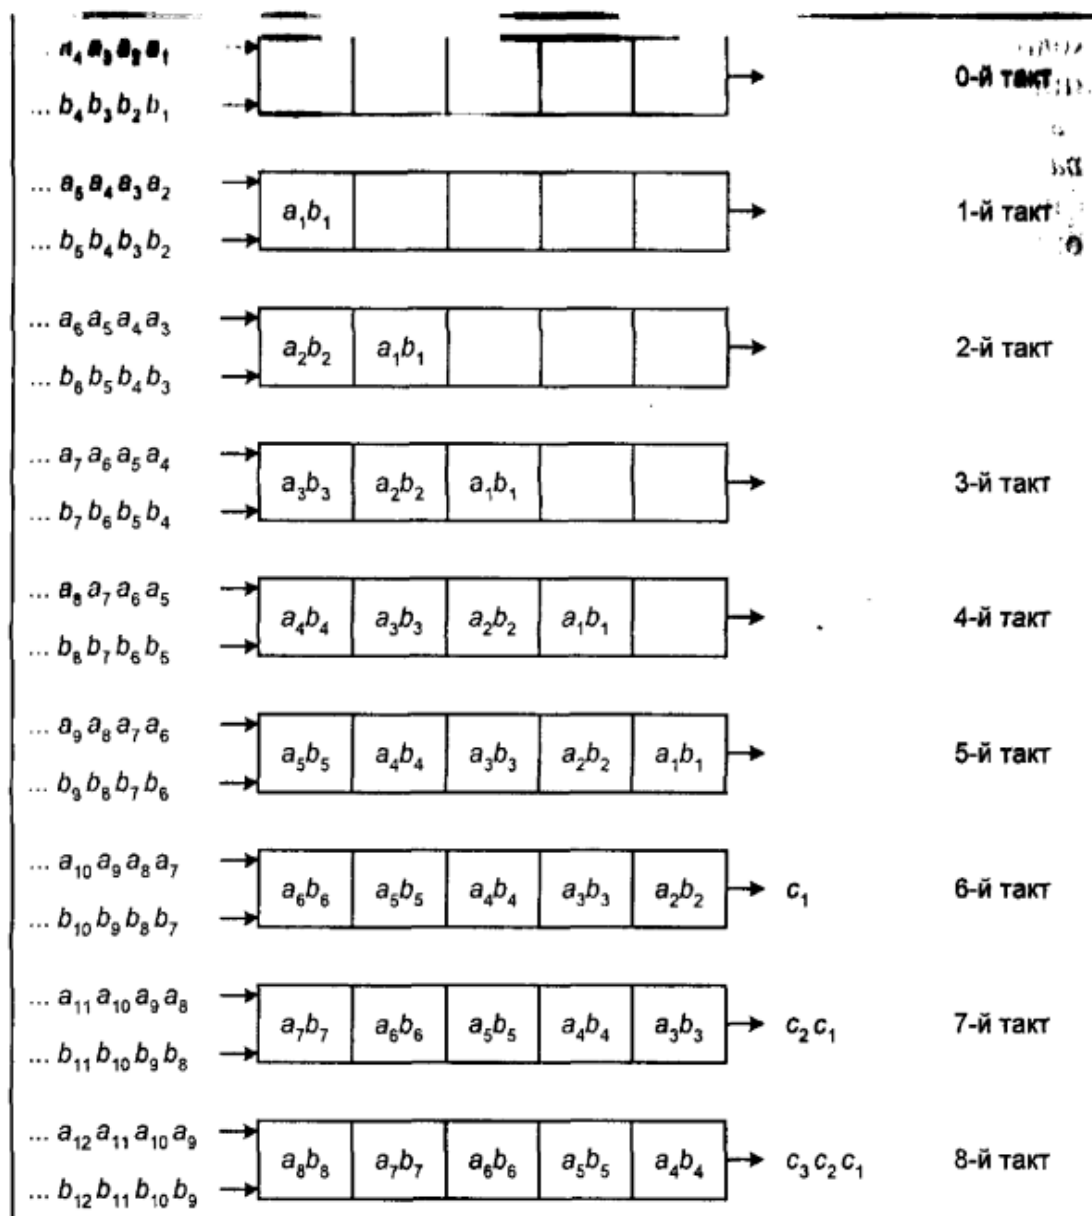 ... a₄ a₃ a₂ a₁
0-й такт
... b₄ b₃ b₂ b₁
... a₅ a₄ a₃ a₂
a₁b₁
1-й такт
... b₅ b₄ b₃ b₂
... a₆ a₅ a₄ a₃
a₂b₂ a₁b₁
2-й такт
... b₆ b₅ b₄ b₃
... a₇ a₆ a₅ a₄
a₃b₃ a₂b₂ a₁b₁
3-й такт
... b₇ b₆ b₅ b₄
... a₈ a₇ a₆ a₅
a₄b₄ a₃b₃ a₂b₂ a₁b₁
4-й такт
... b₈ b₇ b₆ b₅
... a₉ a₈ a₇ a₆
a₅b₅ a₄b₄ a₃b₃ a₂b₂ a₁b₁
5-й такт
... b₉ b₈ b₇ b₆
... a₁₀ a₉ a₈ a₇
a₆b₆ a₅b₅ a₄b₄ a₃b₃ a₂b₂ c₁
6-й такт
... b₁₀ b₉ b₈ b₇
... a₁₁ a₁₀ a₉ a₈
a₇b₇ a₆b₆ a₅b₅ a₄b₄ a₃b₃ c₂ c₁
7-й такт
... b₁₁ b₁₀ b₉ b₈
... a₁₂ a₁₁ a₁₀ a₉
a₈b₈ a₇b₇ a₆b₆ a₅b₅ a₄b₄ c₃ c₂ c₁
8-й такт
... b₁₂ b₁₁ b₁₀ b₉